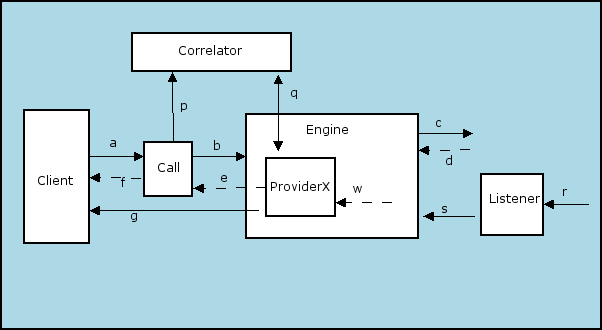 Correlator
p
q
Engine
c
a
b
d
Client
f
Call
e
ProviderX
w
Listener
r
g
s